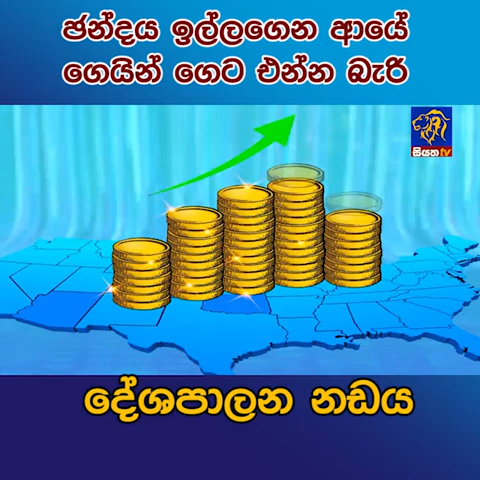 ඡන්දය ඉල්ලගෙන ආයේ
ගෙයින් ගෙට එන්න බැරි
සියත tv
දේශපාලන නඩය